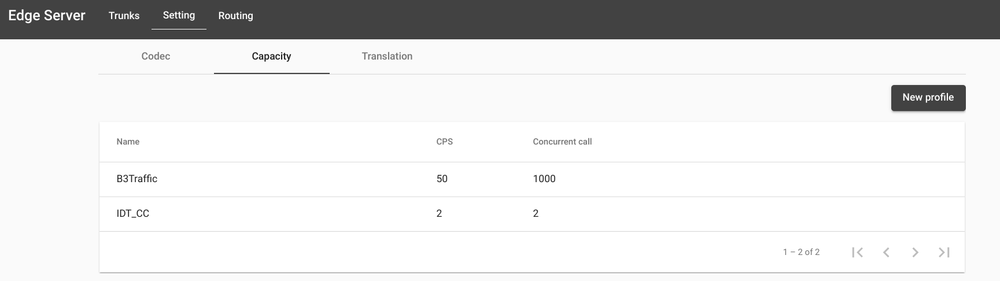 Edge Server Trunks Setting Routing
Codec Capacity Translation
New profile
Name CPS Concurrent call
B3Traffic 50 1000
IDT_CC 2 2
1 – 2 of 2